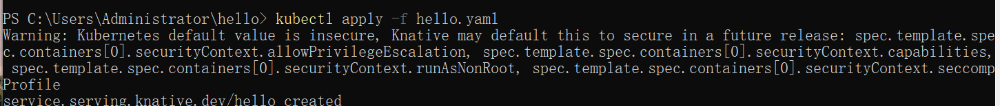 PS C:\Users\Administrator\hello> kubectl apply -f hello.yaml
Warning: Kubernetes default value is insecure, Knative may default this to secure in a future release: spec.template.spe
c.containers[0].securityContext.allowPrivilegeEscalation, spec.template.spec.containers[0].securityContext.capabilities,
 spec.template.spec.containers[0].securityContext.runAsNonRoot, spec.template.spec.containers[0].securityContext.seccomp
Profile
service.serving.knative.dev/hello created